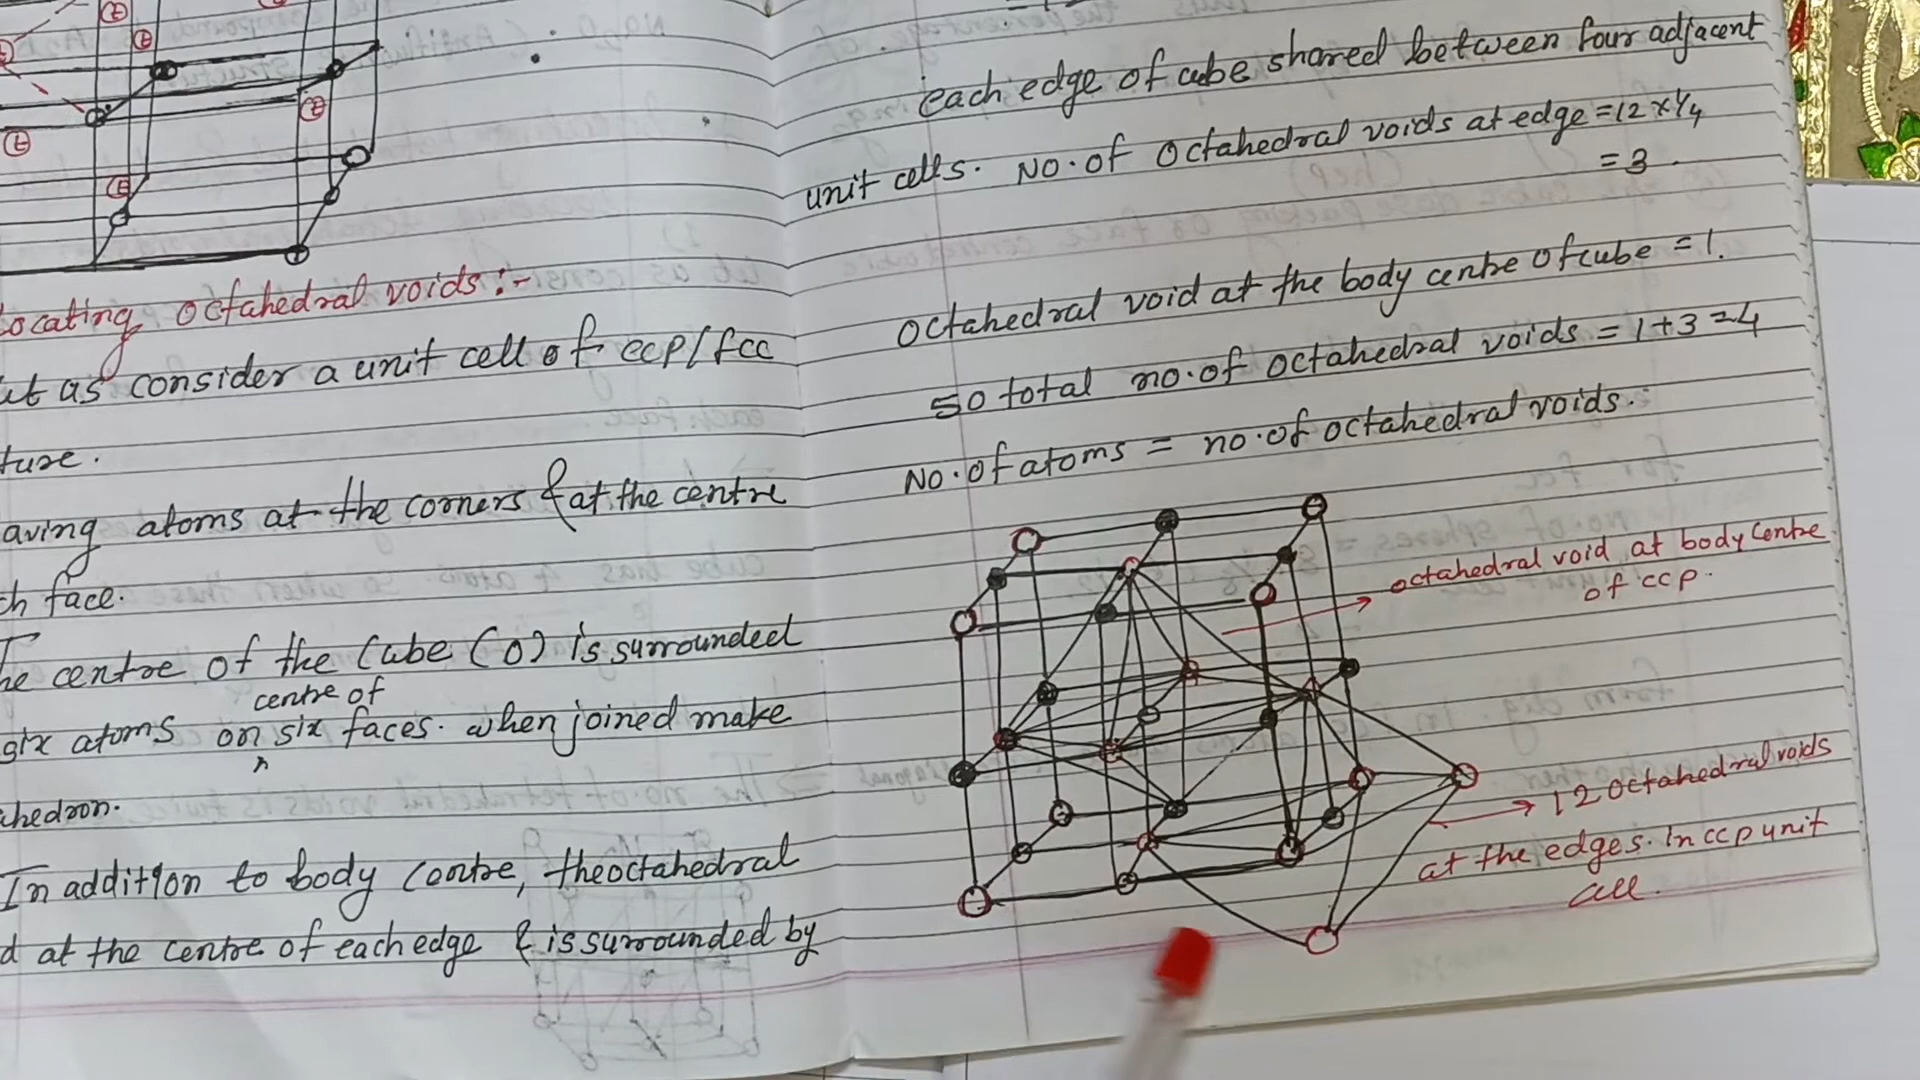 ocating octahedral voids :-
ut as consider a unit cell of ccp/fcc
ture.
aving atoms at the corners & at the centre
ch face.
he centre of the cube (O) is surrounded
centre of
six atoms on six faces. when joined make
ahedron.
In addition to body centre, the octahedral
d at the centre of each edge & is surrounded by
each edge of cube shared between four adjacent
unit cells. No. of octahedral voids at edge = 12 x 1/4
= 3.
octahedral void at the body centre of cube = 1.
so total no. of octahedral voids = 1 + 3 = 4
No. of atoms = no. of octahedral voids.
octahedral void at body centre
of ccp.
12 octahedral voids
at the edges. in ccp unit
cell.